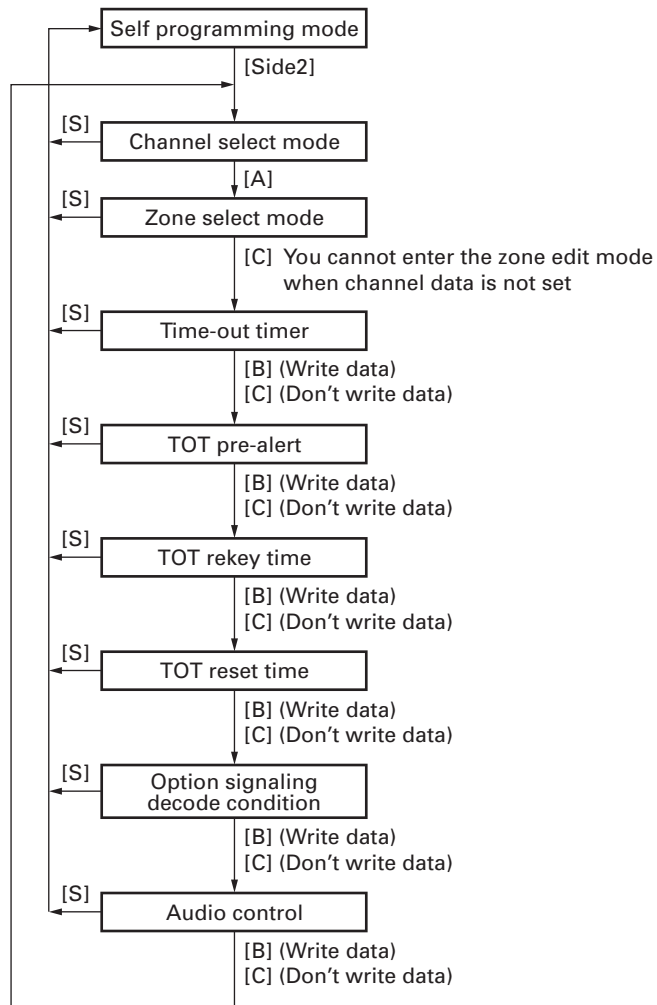 Self programming mode
[Side2]
[S]
Channel select mode
[A]
[S]
Zone select mode
[C] You cannot enter the zone edit mode
when channel data is not set
[S]
Time-out timer
[B] (Write data)
[C] (Don't write data)
[S]
TOT pre-alert
[B] (Write data)
[C] (Don't write data)
[S]
TOT rekey time
[B] (Write data)
[C] (Don't write data)
[S]
TOT reset time
[B] (Write data)
[C] (Don't write data)
[S]
Option signaling
decode condition
[B] (Write data)
[C] (Don't write data)
[S]
Audio control
[B] (Write data)
[C] (Don't write data)